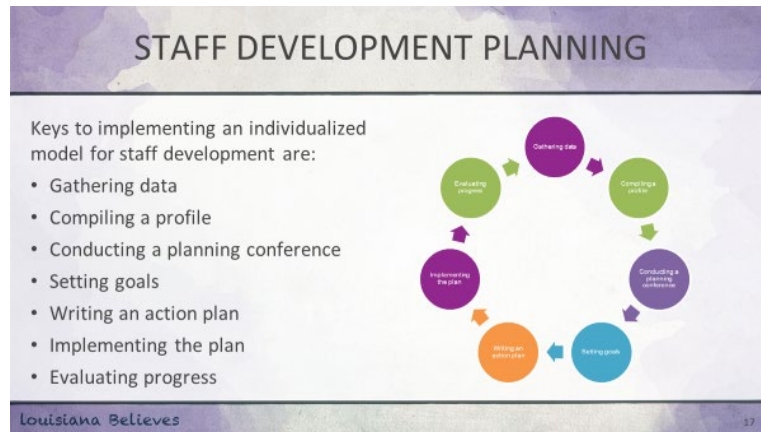 STAFF DEVELOPMENT PLANNING
Keys to implementing an individualized
model for staff development are:
• Gathering data
• Compiling a profile
• Conducting a planning conference
• Setting goals
• Writing an action plan
• Implementing the plan
• Evaluating progress
Gathering data
Compiling a
profile
Conducting a
planning
conference
Setting goals
Writing an
action plan
Implementing
the plan
Evaluating
progress
Louisiana Believes
17